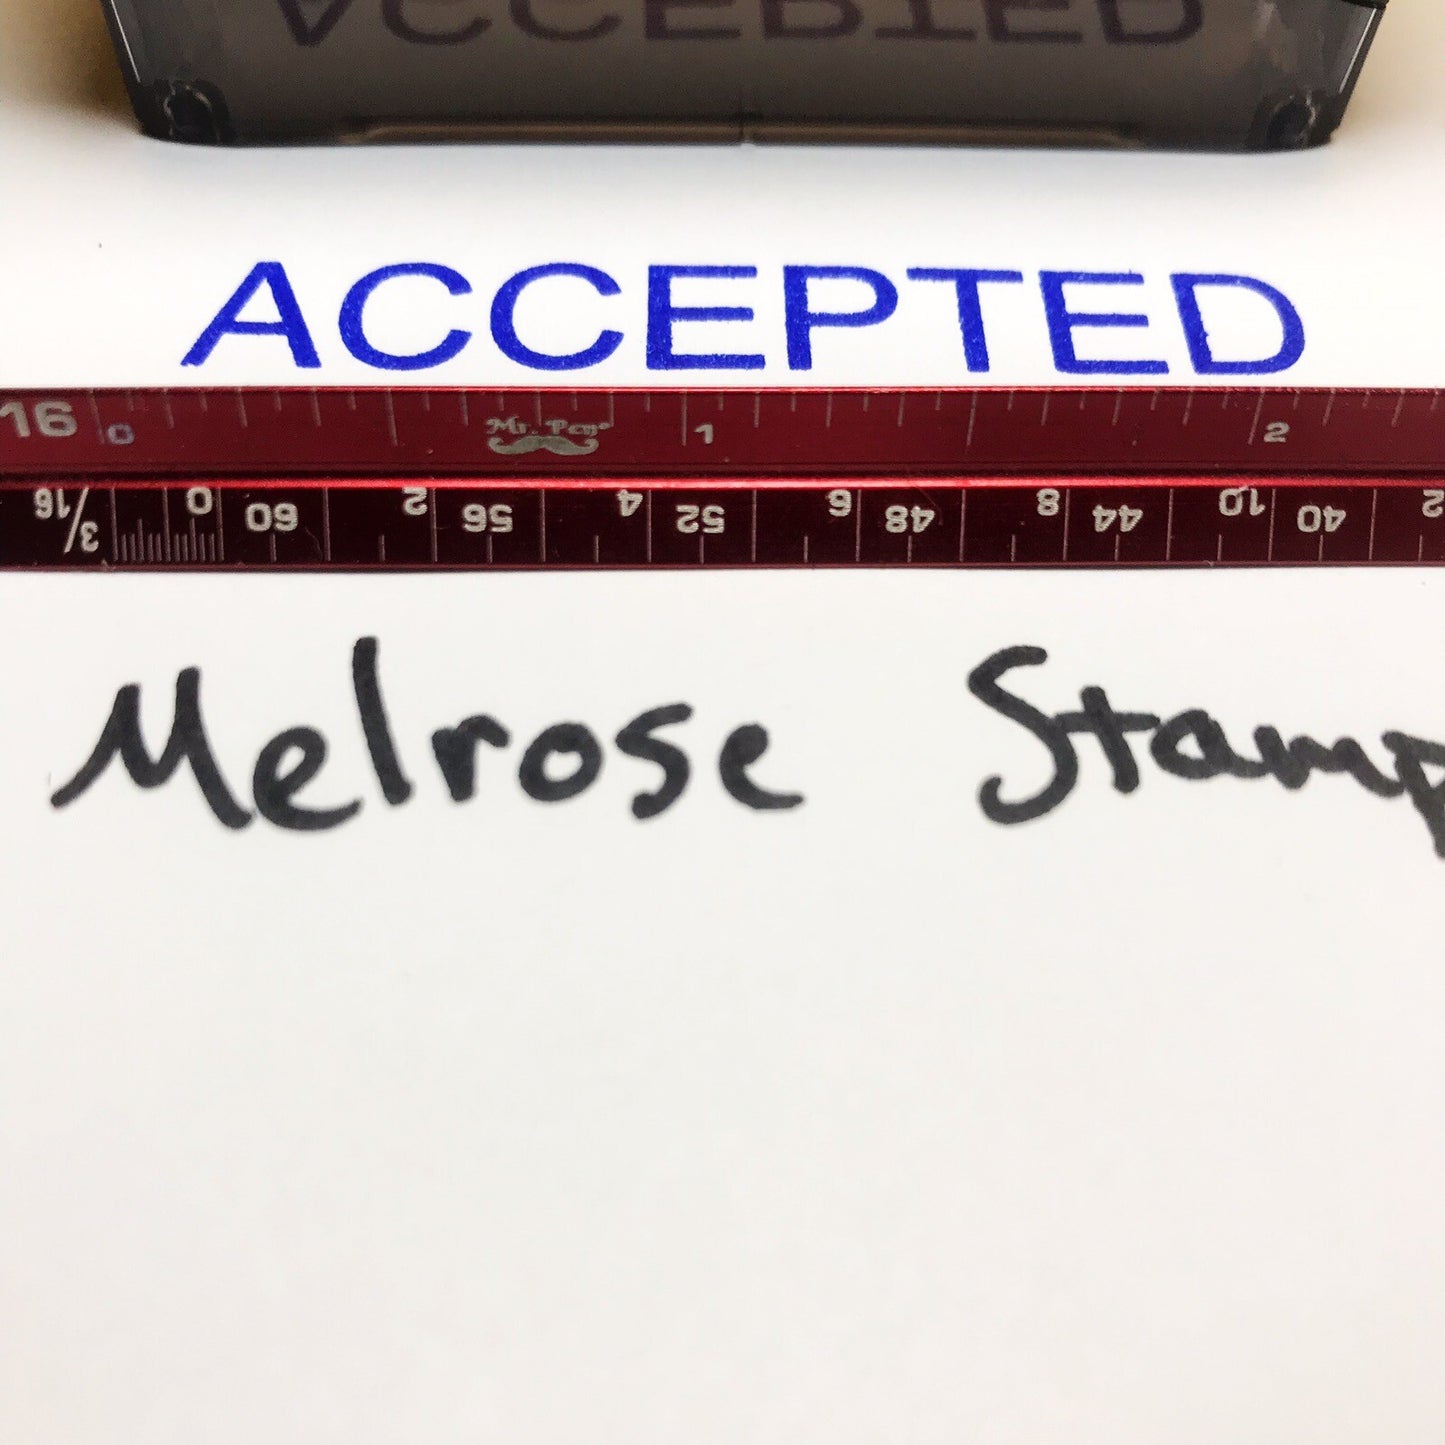 ACCEPTED
ACCEPTED
16 0 Mr. Pen 1 2
3/16 0 60 2 56 4 52 6 48 8 44 10 40
Melrose Stamp